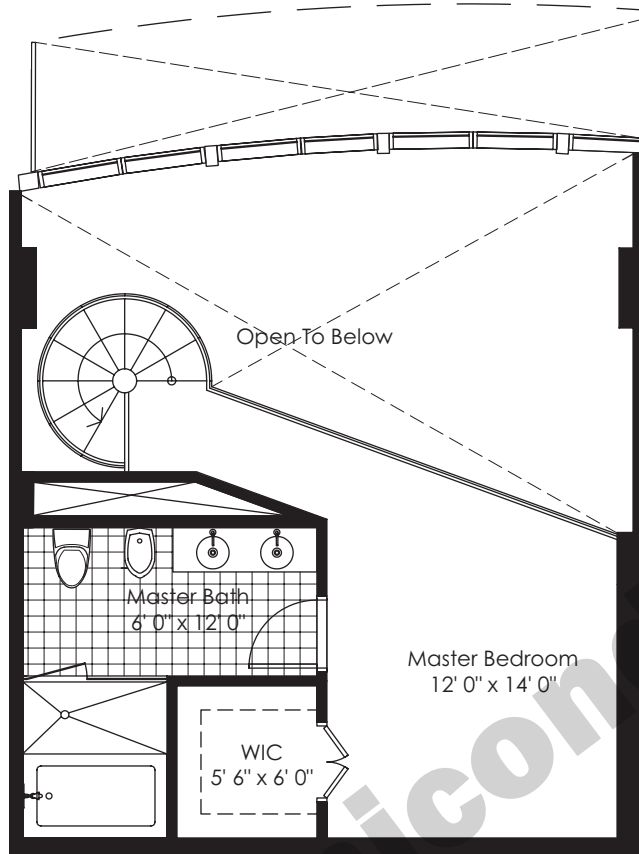 Open To Below
Master Bath
6' 0" x 12' 0"
Master Bedroom
12' 0" x 14' 0"
WIC
5' 6" x 6' 0"
icond